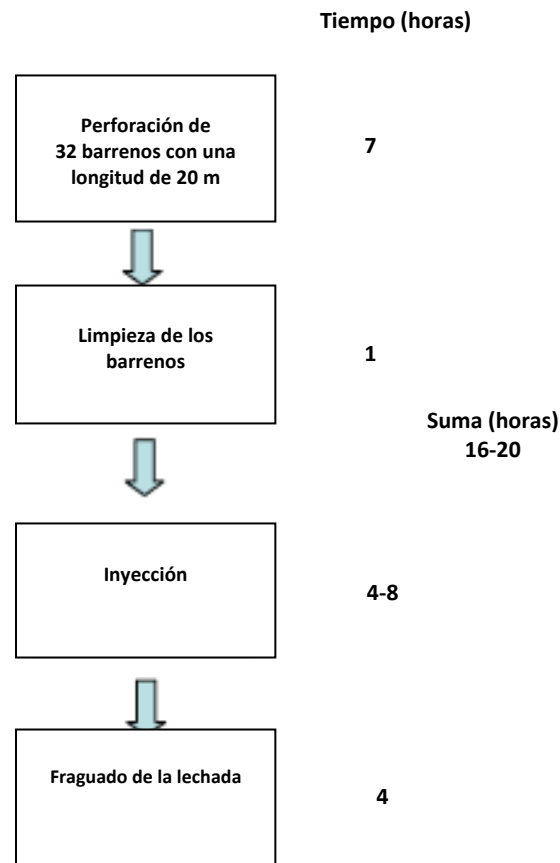 Tiempo (horas)
Perforación de
32 barrenos con una
longitud de 20 m
7
Limpieza de los
barrenos
1
Suma (horas)
16-20
Inyección
4-8
Fraguado de la lechada
4